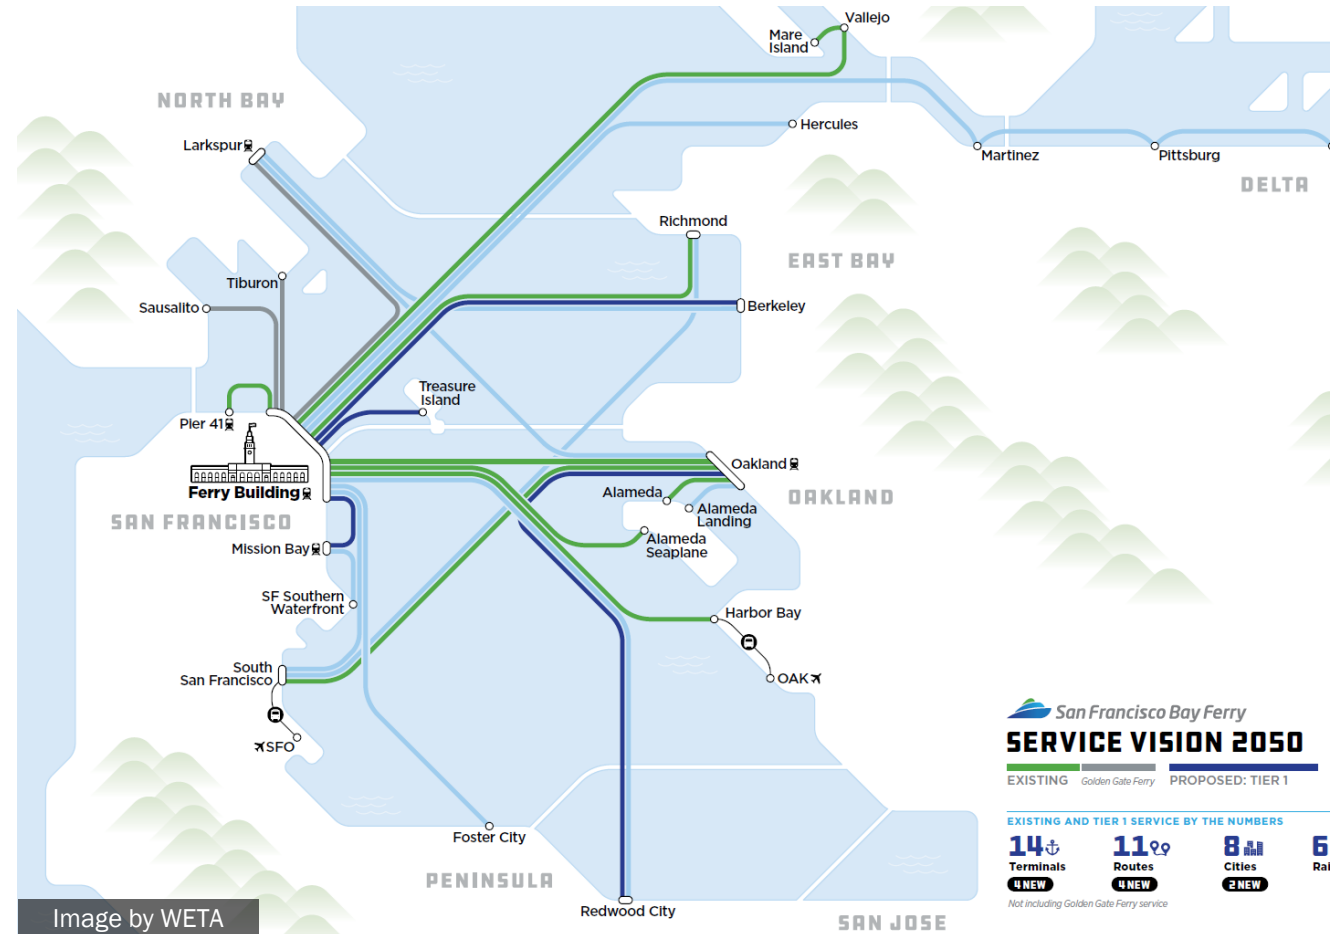 Vallejo
Mare
Island
NORTH BAY
Hercules
Larkspur
Martinez
Pittsburg
DELTA
Richmond
EAST BAY
Tiburon
Sausalito
Berkeley
Treasure
Island
Pier 41
Oakland
Ferry Building
Alameda
OAKLAND
Alameda
Landing
SAN FRANCISCO
Alameda
Seaplane
Mission Bay
SF Southern
Waterfront
Harbor Bay
South
San Francisco
OAK
SFO
San Francisco Bay Ferry
SERVICE VISION 2050
EXISTING Golden Gate Ferry PROPOSED: TIER 1
EXISTING AND TIER 1 SERVICE BY THE NUMBERS
14 11 8 6
Terminals Routes Cities Rai
4 NEW 4 NEW 2 NEW
Not including Golden Gate Ferry service
Foster City
PENINSULA
Redwood City
SAN JOSE
Image by WETA